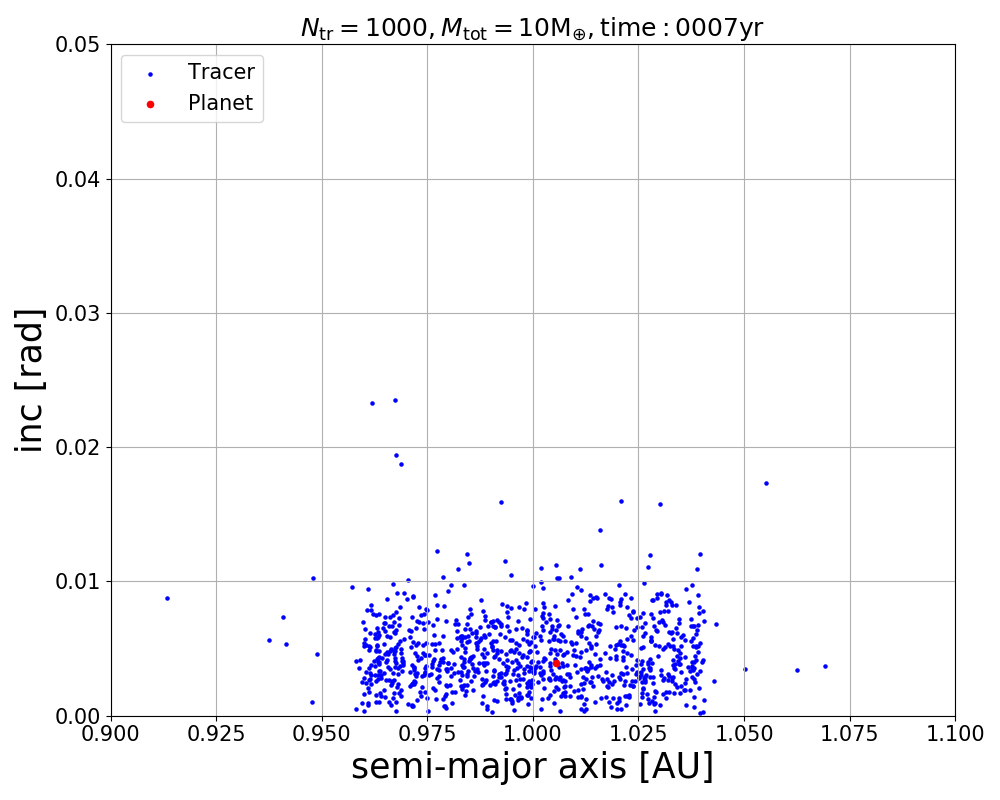 N_tr = 1000, M_tot = 10M_⊕, time : 0007yr
0.05
Tracer
Planet
0.04
0.03
0.02
0.01
0.00
inc [rad]
0.900 0.925 0.950 0.975 1.000 1.025 1.050 1.075 1.100
semi-major axis [AU]